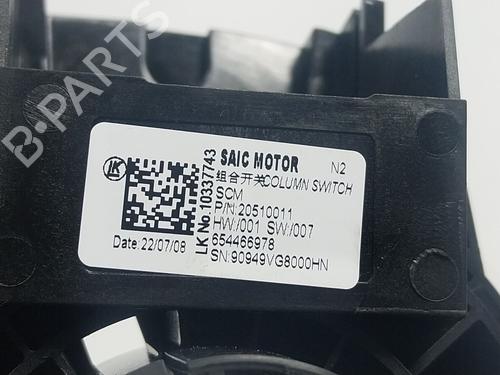 B-PARTS
SAIC MOTOR N2
组合开关COLUMN SWITCH
SCM
P/N:20510011
HW:/001 SW:/007
654466978
SN:90949VG8000HN
LK No.10337743
LK
Date:22/07/08